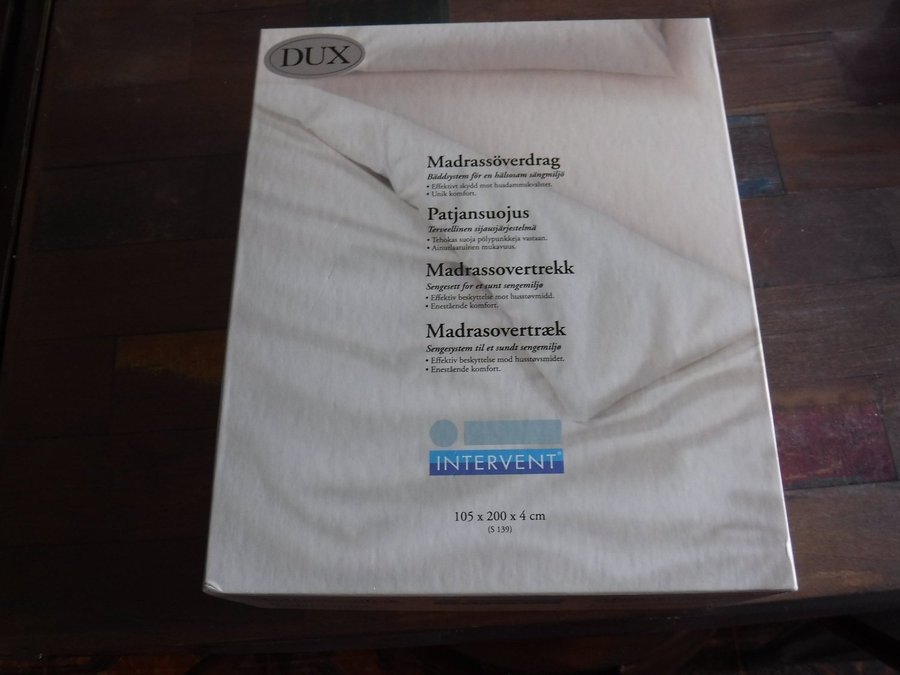 DUX
Madrassöverdrag
Bäddsystem för en hälsosam sängmiljö
• Effektivt skydd mot husdammskvalster.
• Unik komfort.
Patjansuojus
Terveellinen sijausjärjestelmä
• Tehokas suoja pölypunkkeja vastaan.
• Ainutlaatuinen mukavuus.
Madrassovertrekk
Sengesett for et sunt sengemiljø
• Effektiv beskyttelse mot husstøvmidd.
• Enestående komfort.
Madrasovertræk
Sengesystem til et sundt sengemiljø
• Effektiv beskyttelse mod husstøvsmider.
• Enestående komfort.
INTERVENT®
105 x 200 x 4 cm
(S 139)